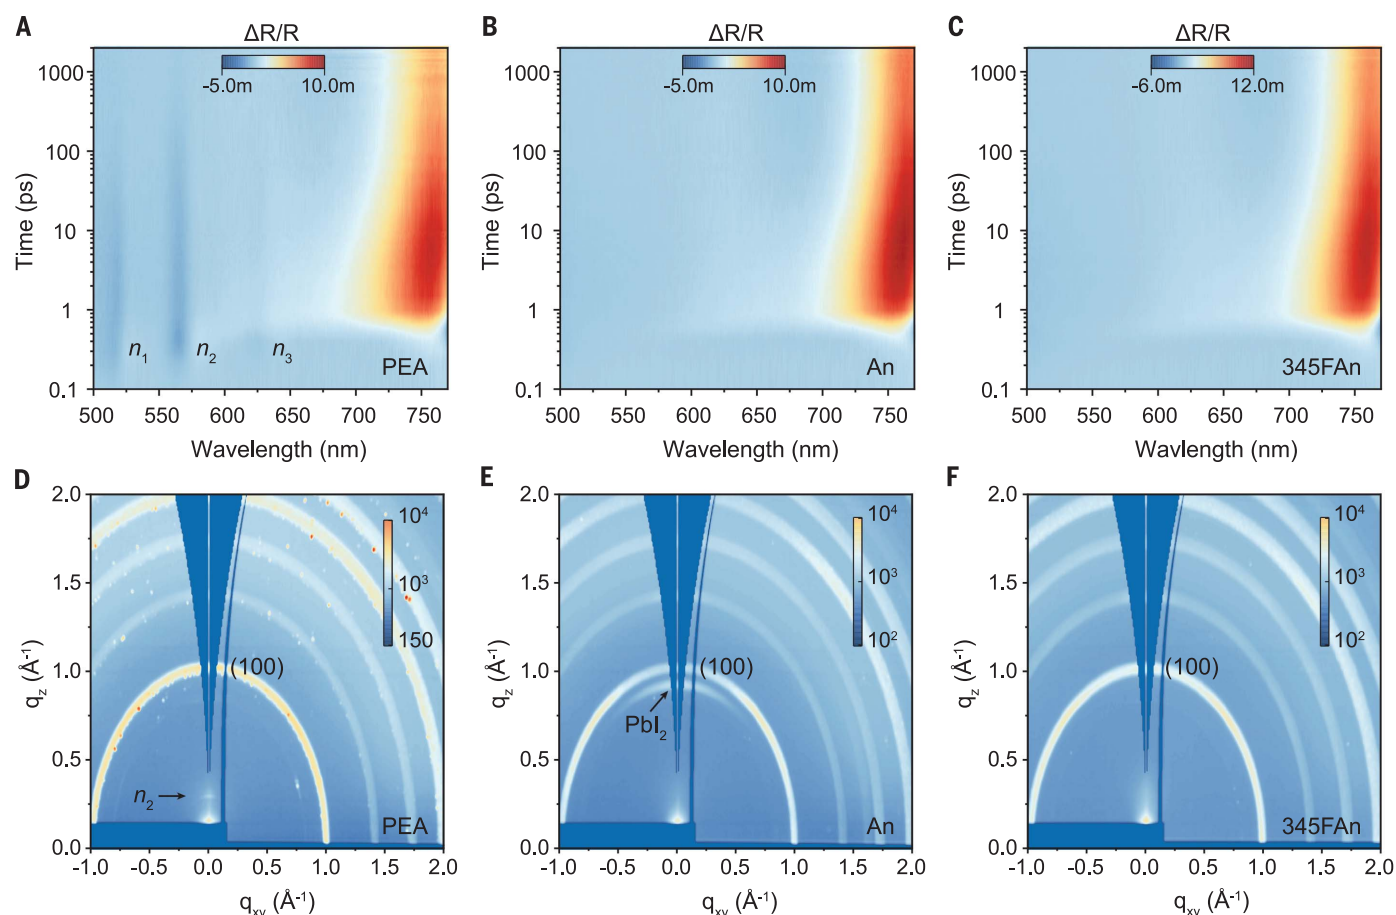 A
ΔR/R
-5.0m 10.0m
1000
100
10
1
0.1
Time (ps)
n1 n2 n3 PEA
500 550 600 650 700 750
Wavelength (nm)
B
ΔR/R
-5.0m 10.0m
1000
100
10
1
0.1
Time (ps)
An
500 550 600 650 700 750
Wavelength (nm)
C
ΔR/R
-6.0m 12.0m
1000
100
10
1
0.1
Time (ps)
345FAn
500 550 600 650 700 750
Wavelength (nm)
D
2.0
1.5
1.0
0.5
0.0
qz (Å-1)
10⁴
10³
150
(100)
n2
PEA
-1.0 -0.5 0.0 0.5 1.0 1.5 2.0
qxy (Å-1)
E
2.0
1.5
1.0
0.5
0.0
qz (Å-1)
10⁴
10³
10²
(100)
PbI2
An
-1.0 -0.5 0.0 0.5 1.0 1.5 2.0
qxy (Å-1)
F
2.0
1.5
1.0
0.5
0.0
qz (Å-1)
10⁴
10³
10²
(100)
345FAn
-1.0 -0.5 0.0 0.5 1.0 1.5 2.0
qxy (Å-1)